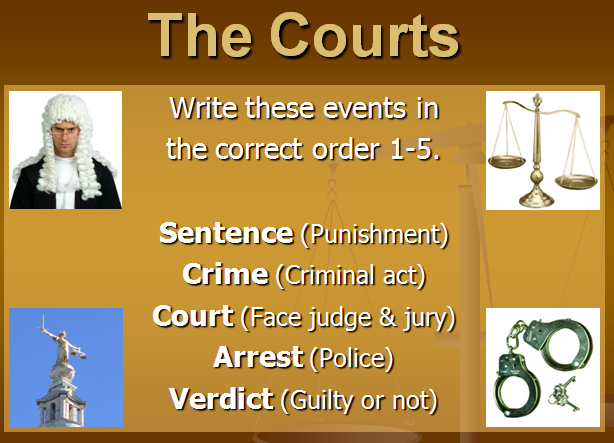 The Courts
Write these events in
the correct order 1-5.
Sentence (Punishment)
Crime (Criminal act)
Court (Face judge & jury)
Arrest (Police)
Verdict (Guilty or not)